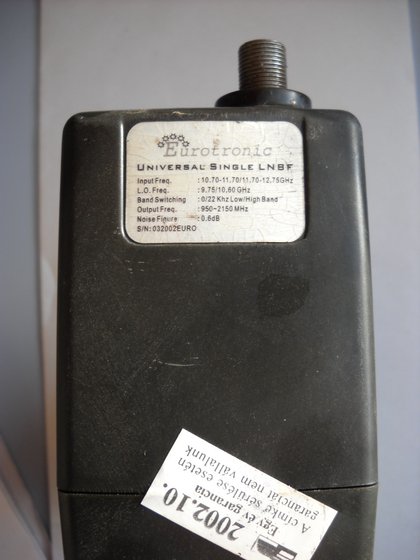 Eurotronic
UNIVERSAL SINGLE LNBF
Input Freq. : 10.70-11.70/11.70-12.75GHz
L.O. Freq. : 9.75/10.60 GHz
Band Switching : 0/22 Khz Low/High Band
Output Freq. : 950~2150 MHz
Noise Fioure : 0.6dB
S/N: 032002EURO
2002.10.
Egy év garancia
A címke sérülése esetén
garanciát nem vállalunk